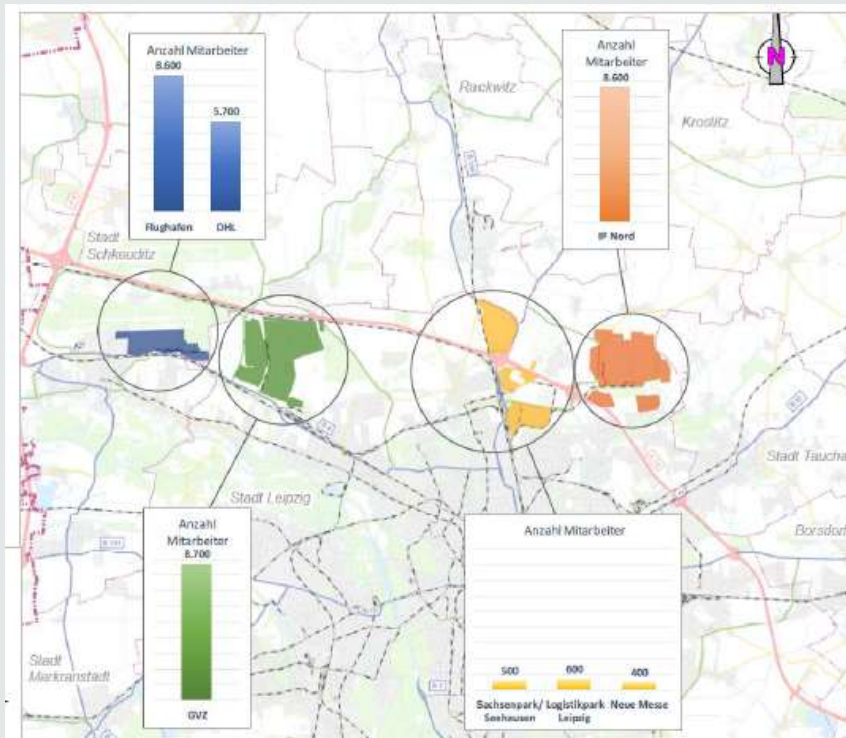 Anzahl Mitarbeiter
8.600
5.700
Flughafen DHL
Anzahl
Mitarbeiter
8.600
IF Nord
N
Krostitz
Stadt
Schkeuditz
Stadt Taucha
Stadt Leipzig
Borsdorf
Anzahl
Mitarbeiter
8.700
GVZ
Anzahl Mitarbeiter
500 600 400
Sachsenpark/ Logistikpark Neue Messe
Seehausen Leipzig
Stadt
Markranstädt